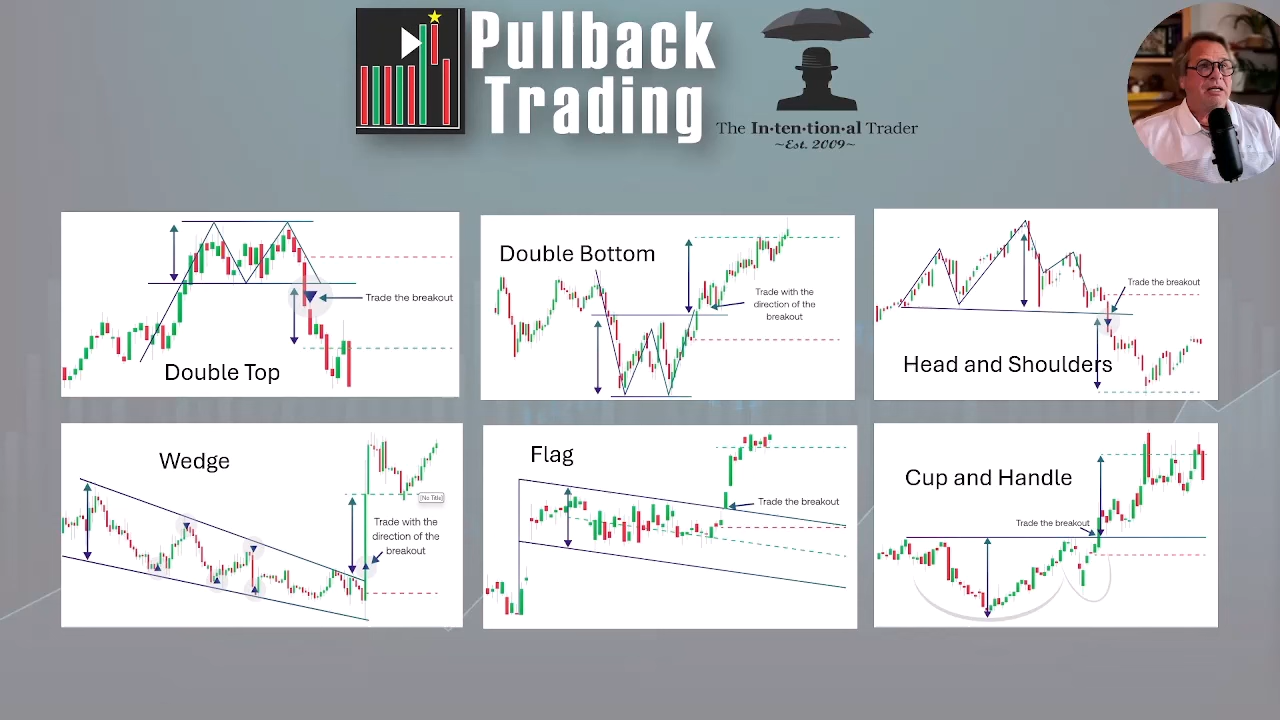 Pullback
Trading
The In•ten•tion•al Trader
~Est. 2009~
Trade the breakout
Double Top
Double Bottom
Trade with the
direction of the
breakout
Trade the breakout
Head and Shoulders
Wedge
No Title
Trade with the
direction of the
breakout
Flag
Trade the breakout
Cup and Handle
Trade the breakout